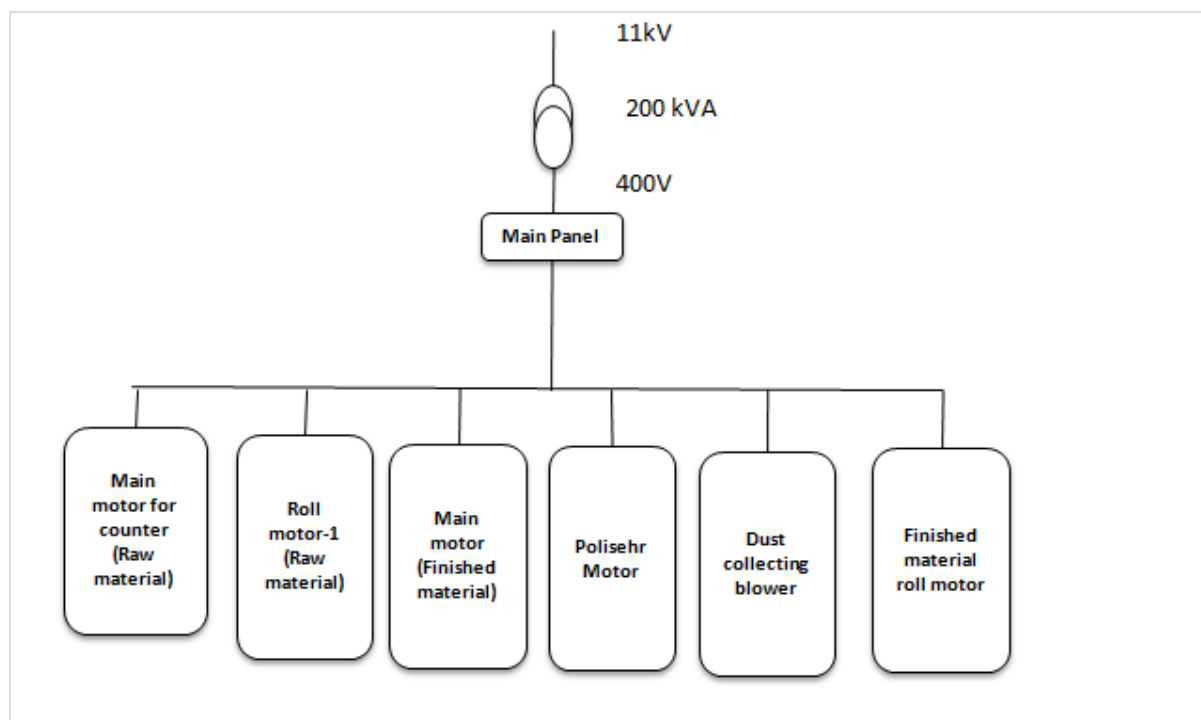 11kV
200 kVA
400V
Main Panel
Main
motor for
counter
(Raw
material)
Roll
motor-1
(Raw
material)
Main
motor
(Finished
material)
Polisehr
Motor
Dust
collecting
blower
Finished
material
roll motor